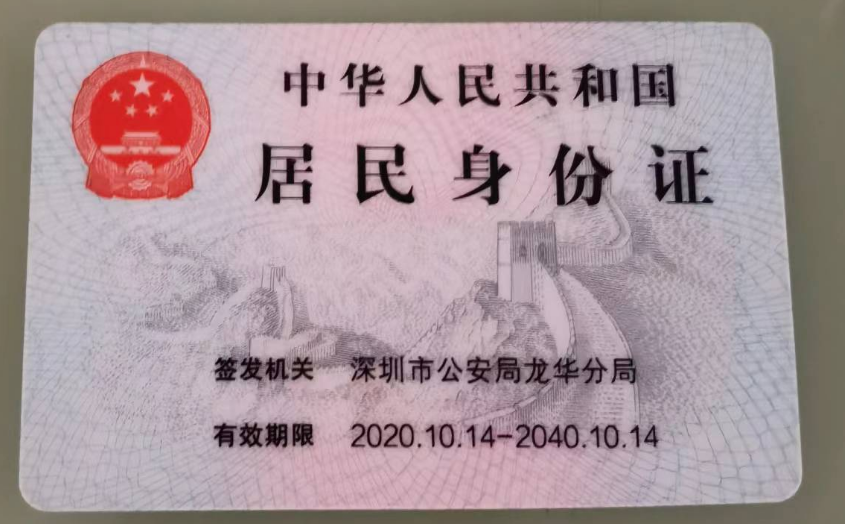 中华人民共和国
居民身份证
签发机关 深圳市公安局龙华分局
有效期限 2020.10.14-2040.10.14